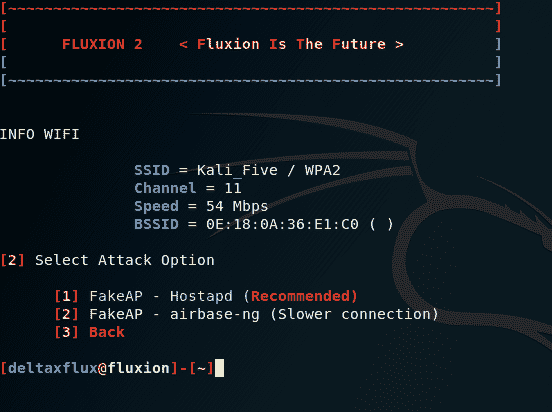 [~~~~~~~~~~~~~~~~~~~~~~~~~~~~~~~~~~~~~~~~~~~~~~~~~~~~~~]
[ ]
[ FLUXION 2 < Fluxion Is The Future > ]
[ ]
[~~~~~~~~~~~~~~~~~~~~~~~~~~~~~~~~~~~~~~~~~~~~~~~~~~~~~~]
INFO WIFI
SSID = Kali_Five / WPA2
Channel = 11
Speed = 54 Mbps
BSSID = 0E:18:0A:36:E1:C0 ( )
[2] Select Attack Option
[1] FakeAP - Hostapd (Recommended)
[2] FakeAP - airbase-ng (Slower connection)
[3] Back
[deltaxflux@fluxion]-[~]